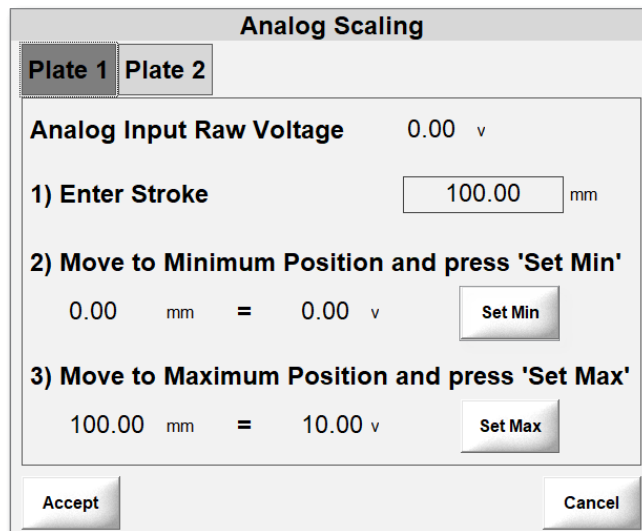 Analog Scaling
Plate 1 Plate 2
Analog Input Raw Voltage 0.00 v
1) Enter Stroke 100.00 mm
2) Move to Minimum Position and press 'Set Min'
0.00 mm = 0.00 v Set Min
3) Move to Maximum Position and press 'Set Max'
100.00 mm = 10.00 v Set Max
Accept Cancel